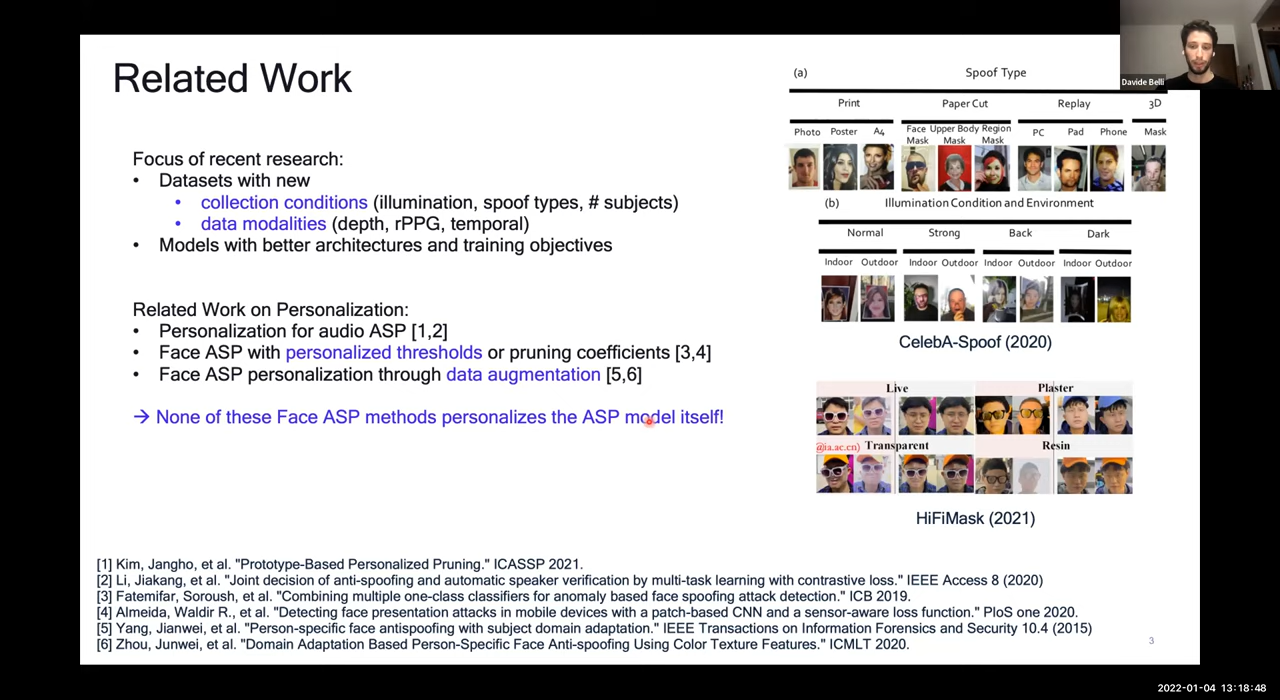 Related Work
Davide Belli
Focus of recent research:
• Datasets with new
• collection conditions (illumination, spoof types, # subjects)
• data modalities (depth, rPPG, temporal)
• Models with better architectures and training objectives
Related Work on Personalization:
• Personalization for audio ASP [1,2]
• Face ASP with personalized thresholds or pruning coefficients [3,4]
• Face ASP personalization through data augmentation [5,6]
→ None of these Face ASP methods personalizes the ASP model itself!
(a) Spoof Type
Print Paper Cut Replay 3D
Photo Poster A4 Face Mask Upper Body Mask Region Mask PC Pad Phone Mask
(b) Illumination Condition and Environment
Normal Strong Back Dark
Indoor Outdoor Indoor Outdoor Indoor Outdoor Indoor Outdoor
CelebA-Spoof (2020)
Live Plaster
@ia.ac.cn) Transparent Resin
HiFiMask (2021)
[1] Kim, Jangho, et al. "Prototype-Based Personalized Pruning." ICASSP 2021.
[2] Li, Jiakang, et al. "Joint decision of anti-spoofing and automatic speaker verification by multi-task learning with contrastive loss." IEEE Access 8 (2020)
[3] Fatemifar, Soroush, et al. "Combining multiple one-class classifiers for anomaly based face spoofing attack detection." ICB 2019.
[4] Almeida, Waldir R., et al. "Detecting face presentation attacks in mobile devices with a patch-based CNN and a sensor-aware loss function." PloS one 2020.
[5] Yang, Jianwei, et al. "Person-specific face antispoofing with subject domain adaptation." IEEE Transactions on Information Forensics and Security 10.4 (2015)
[6] Zhou, Junwei, et al. "Domain Adaptation Based Person-Specific Face Anti-spoofing Using Color Texture Features." ICMLT 2020.
3
2022-01-04 13:18:48